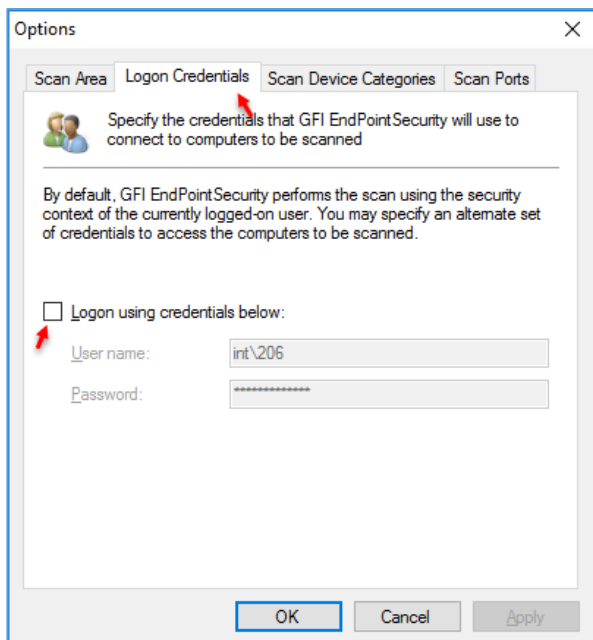 Options
Scan Area Logon Credentials Scan Device Categories Scan Ports
Specify the credentials that GFI EndPointSecurity will use to
connect to computers to be scanned
By default, GFI EndPointSecurity performs the scan using the security
context of the currently logged-on user. You may specify an alternate set
of credentials to access the computers to be scanned.
Logon using credentials below:
User name: int\206
Password: *************
OK Cancel Apply